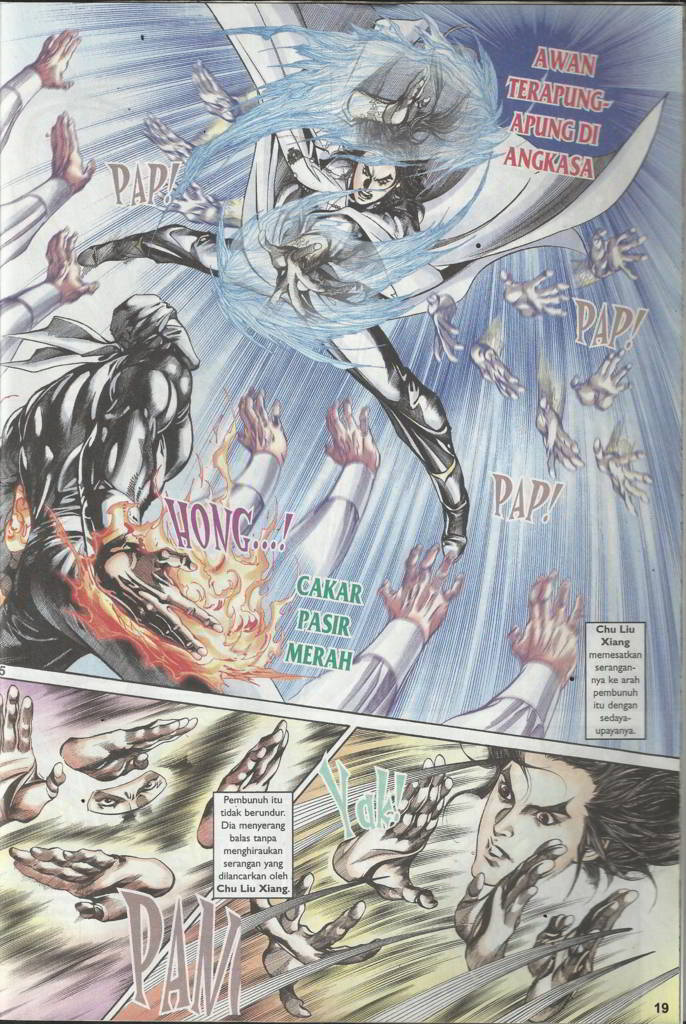 AWAN
TERAPUNG-
APUNG DI
ANGKASA
PAP!
PAP!
PAP!
HONG....!
CAKAR
PASIR
MERAH
Chu Liu
Xiang
memesatkan
serangan-
nya ke arah
pembunuh
itu dengan
sedaya-
upayanya.
5
Pembunuh itu
tidak berundur.
Dia menyerang
balas tanpa
menghiraukan
serangan yang
dilancarkan oleh
Chu Liu Xiang.
Yak!
PAN
19